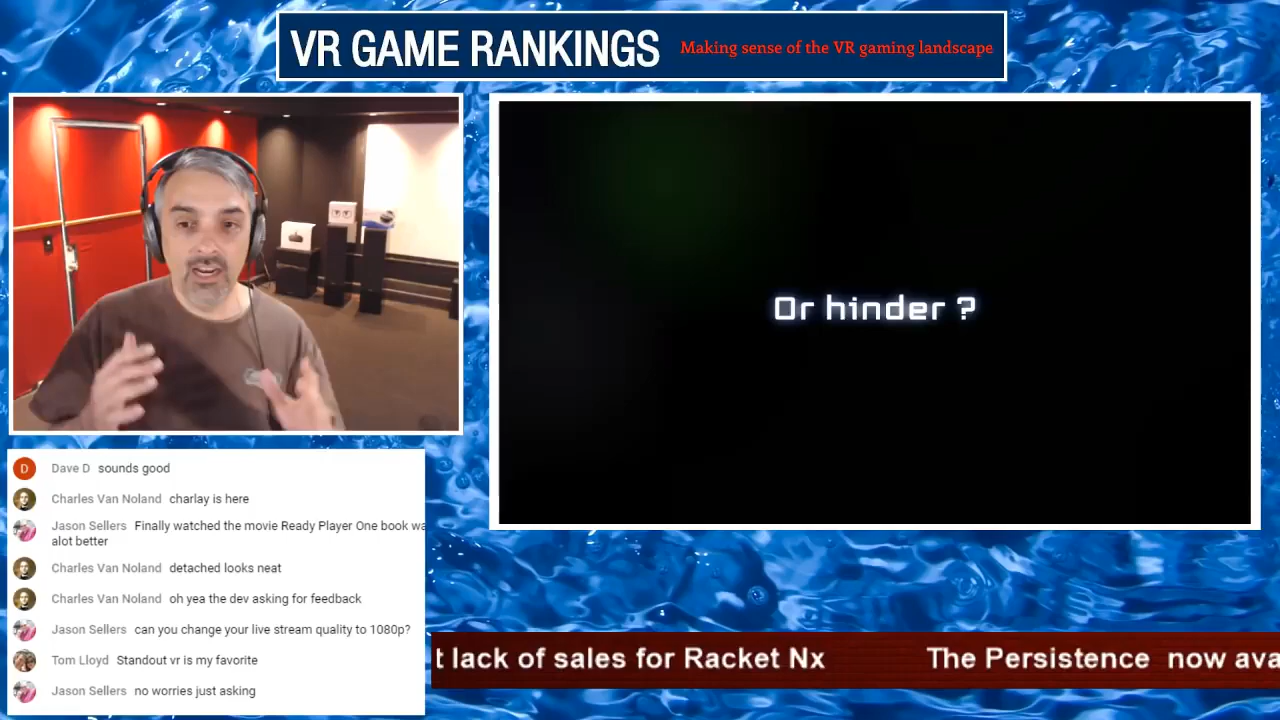 VR GAME RANKINGS Making sense of the VR gaming landscape
Or hinder ?
D Dave D sounds good
Charles Van Noland charlay is here
Jason Sellers Finally watched the movie Ready Player One book wa
alot better
Charles Van Noland detached looks neat
Charles Van Noland oh yea the dev asking for feedback
Jason Sellers can you change your live stream quality to 1080p?
Tom Lloyd Standout vr is my favorite
Jason Sellers no worries just asking
t lack of sales for Racket Nx The Persistence now ava